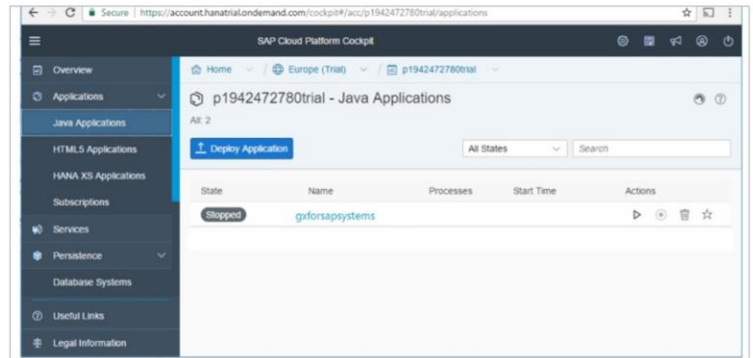 Secure | https://account.hanatrial.ondemand.com/cockpit#/acc/p1942472780trial/applications
SAP Cloud Platform Cockpit
Overview
Applications
Java Applications
HTML5 Applications
HANA XS Applications
Subscriptions
Services
Persistence
Database Systems
Useful Links
Legal Information
Home / Europe (Trial) / p1942472780trial
p1942472780trial - Java Applications
All: 2
Deploy Application
All States
Search
State Name Processes Start Time Actions
Stopped gxforsapsystems